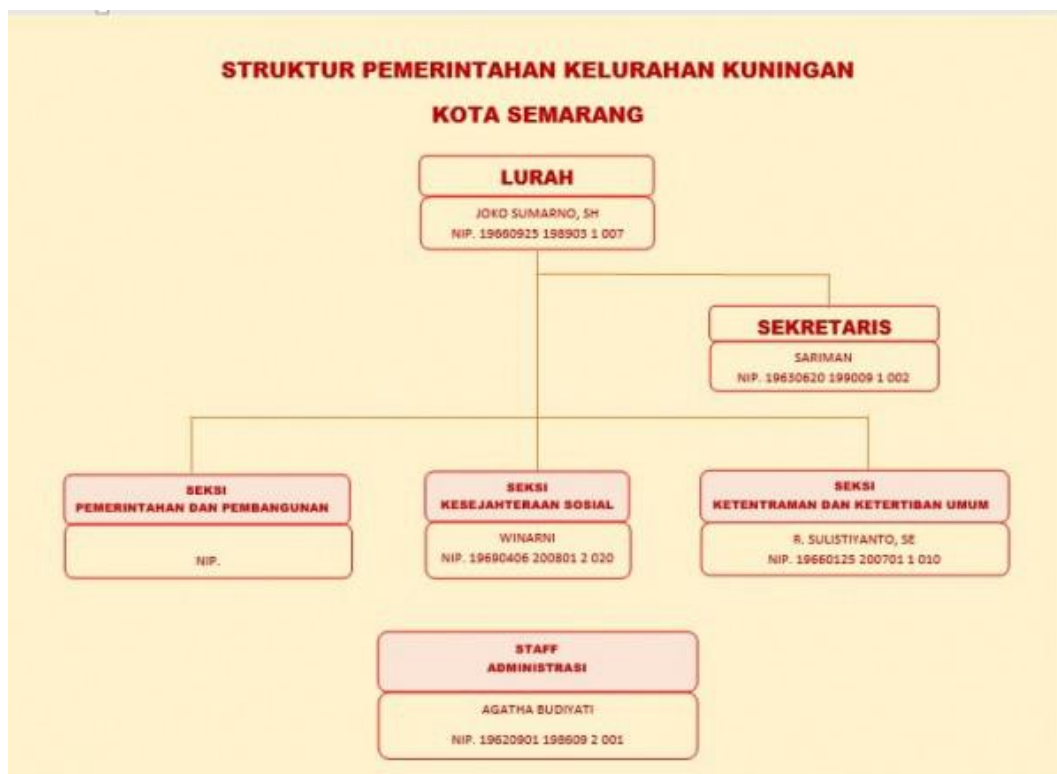 STRUKTUR PEMERINTAHAN KELURAHAN KUNINGAN
KOTA SEMARANG
LURAH
JOKO SUMARNO, SH
NIP. 19660925 198903 1 007
SEKRETARIS
SARIMAN
NIP. 19630620 199009 1 002
SEKSI
PEMERINTAHAN DAN PEMBANGUNAN
NIP.
SEKSI
KESEJAHTERAAN SOSIAL
WINARNI
NIP. 19690406 200801 2 020
SEKSI
KETENTRAMAN DAN KETERTIBAN UMUM
R. SULISTIYANTO, SE
NIP. 19660125 200701 1 010
STAFF
ADMINISTRASI
AGATHA BUDIYATI
NIP. 19620901 198609 2 001